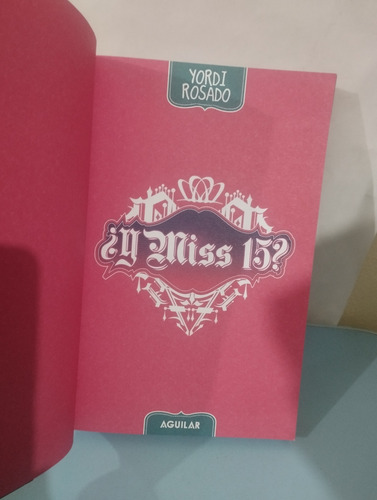 YORDI
ROSADO
¿Y Miss 15?
AGUILAR